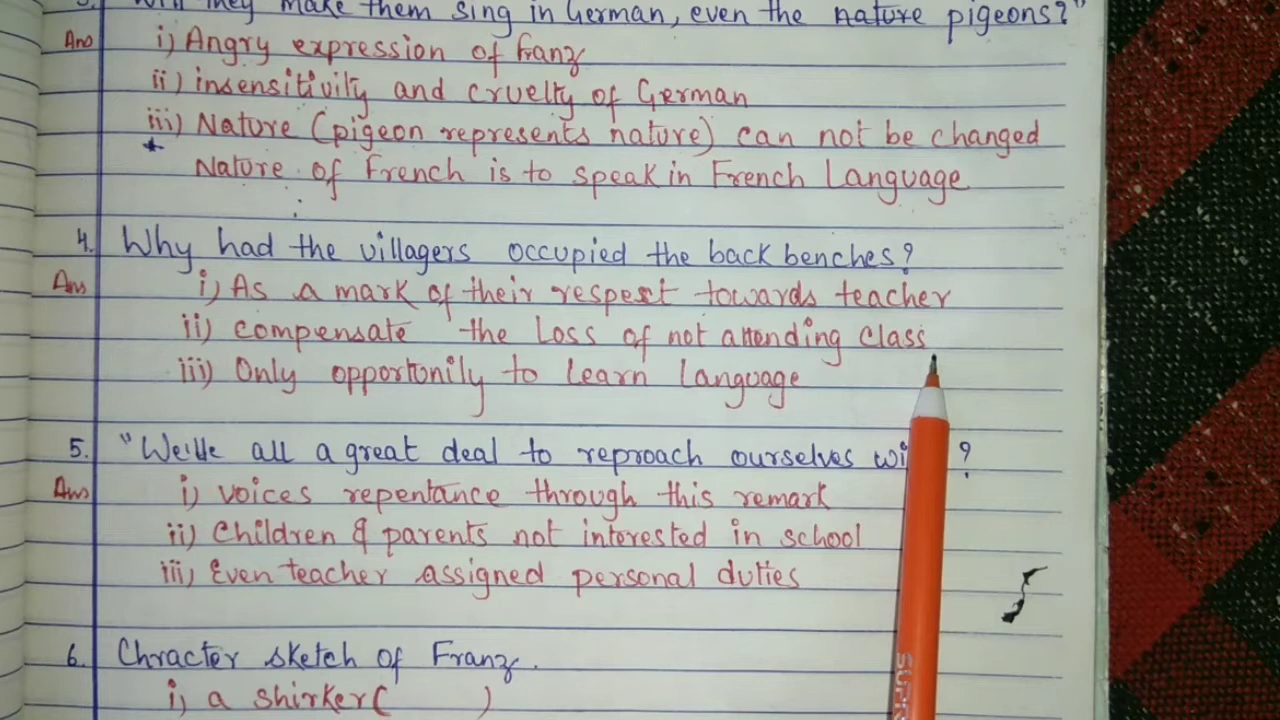 they make them sing in German, even the nature pigeons?"
Ans i) Angry expression of Franz
ii) insensitivity and cruelty of German
iii) Nature (pigeon represents nature) can not be changed
* Nature of French is to speak in French Language
4. Why had the villagers occupied the back benches?
Ans i) As a mark of their respect towards teacher
ii) compensate the Loss of not attending class
iii) Only opportunity to learn Language
5. " all a great deal to reproach ourselves wi ?
Ans i) voices repentance through this remark
ii) Children & parents not interested in school
iii) Even teacher assigned personal duties
6. Chracter sketch of Franz.
i) a shirker( )